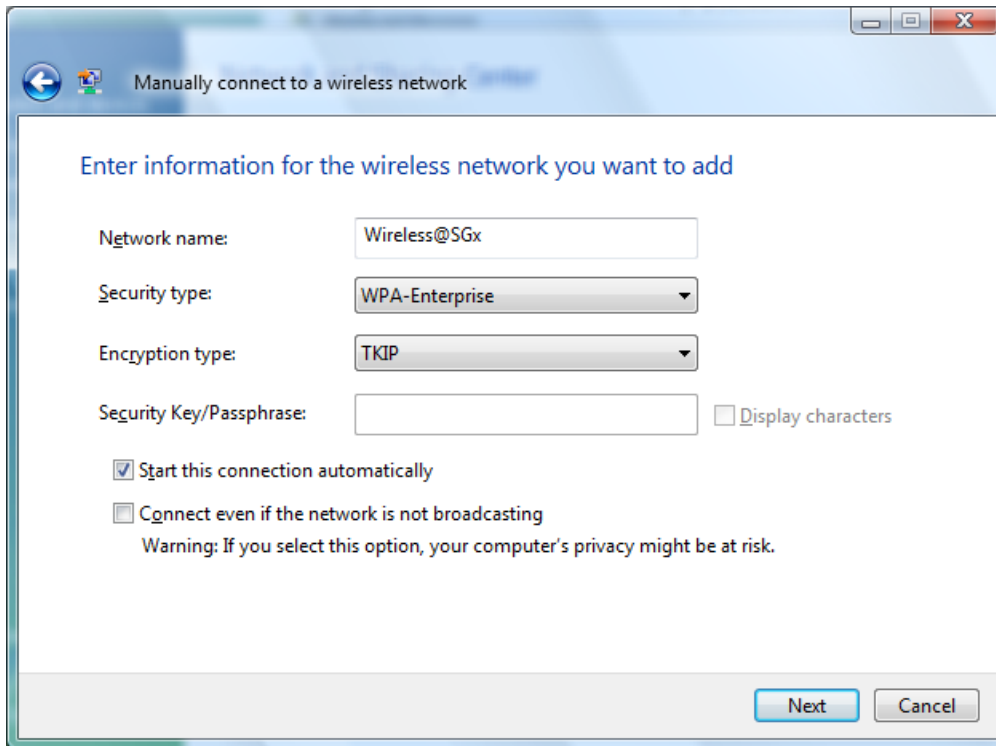 Manually connect to a wireless network
Enter information for the wireless network you want to add
Network name: Wireless@SGx
Security type: WPA-Enterprise
Encryption type: TKIP
Security Key/Passphrase: Display characters
Start this connection automatically
Connect even if the network is not broadcasting
Warning: If you select this option, your computer's privacy might be at risk.
Next Cancel